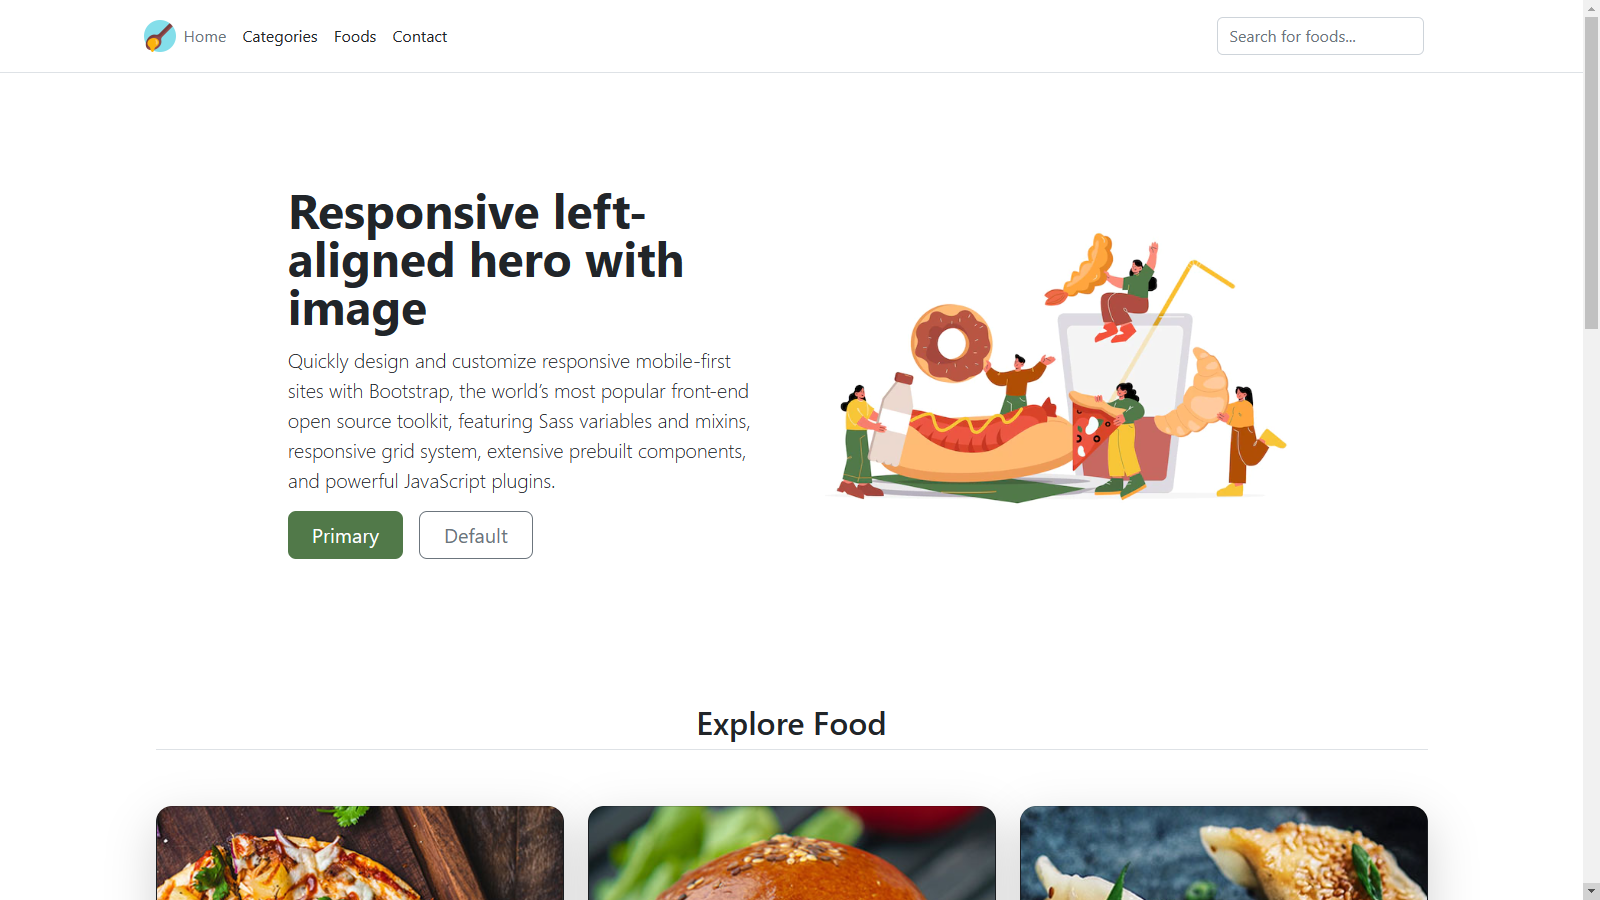 Home Categories Foods Contact
Search for foods...
Responsive left-
aligned hero with
image
Quickly design and customize responsive mobile-first
sites with Bootstrap, the world’s most popular front-end
open source toolkit, featuring Sass variables and mixins,
responsive grid system, extensive prebuilt components,
and powerful JavaScript plugins.
Primary Default
Explore Food